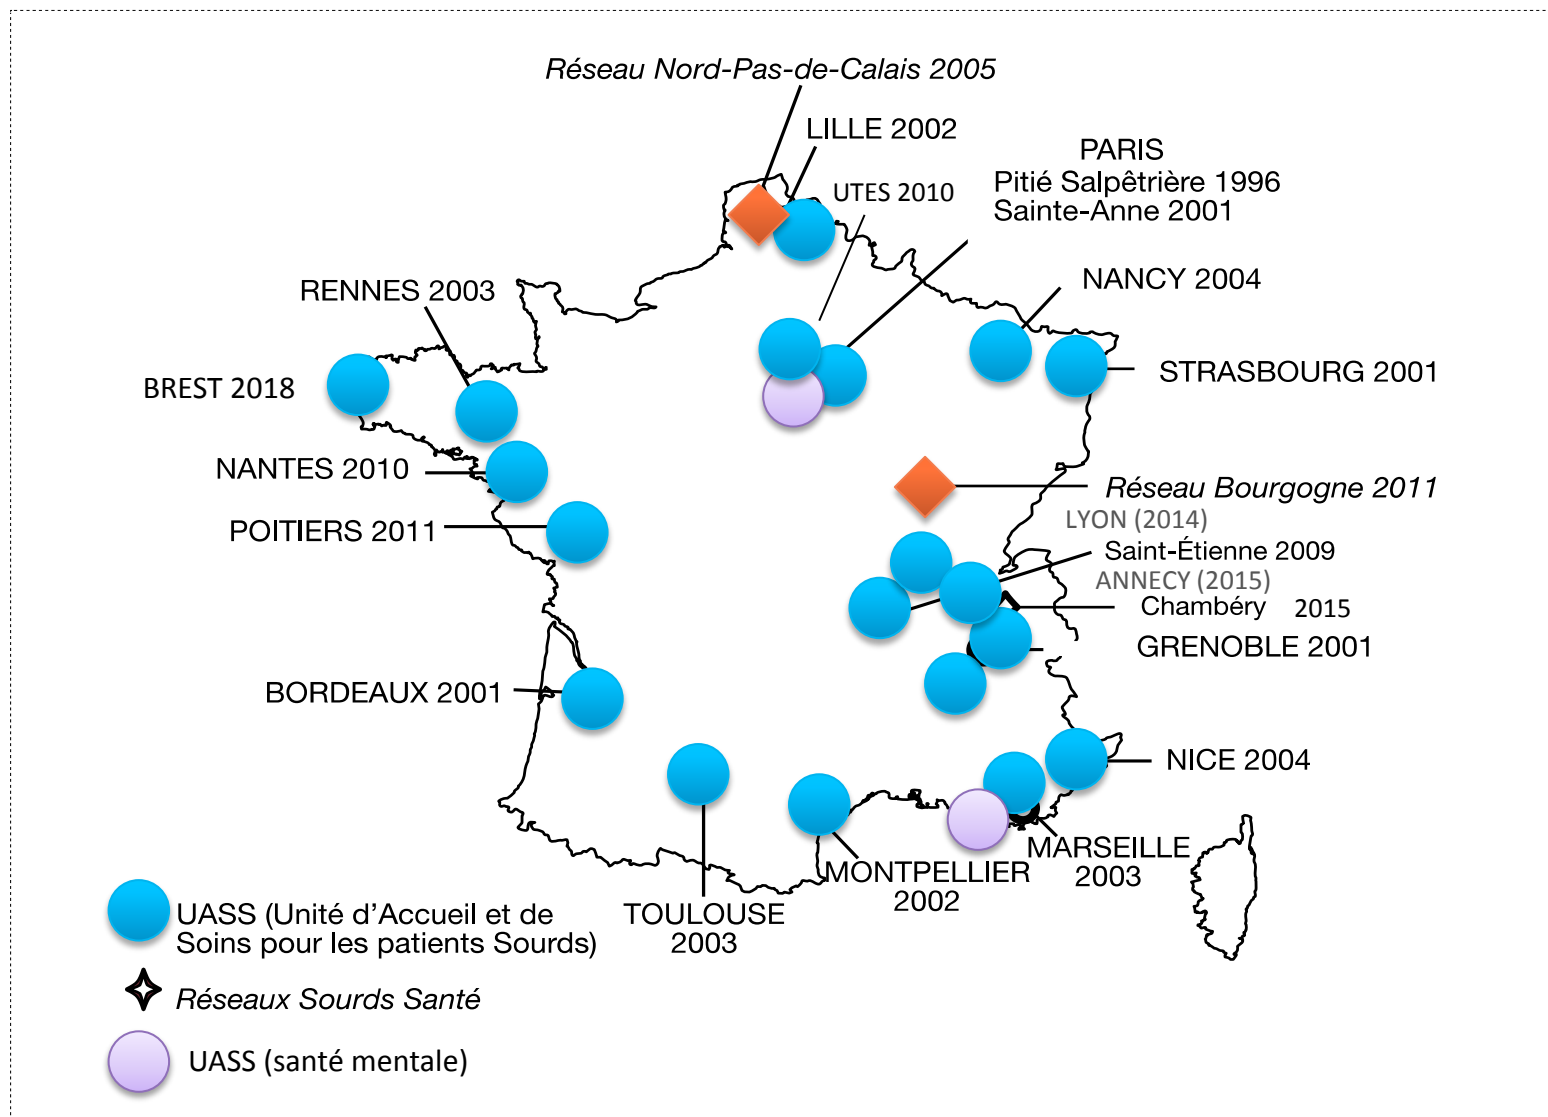 Réseau Nord-Pas-de-Calais 2005
LILLE 2002
PARIS
Pitié Salpêtrière 1996
Sainte-Anne 2001
UTES 2010
RENNES 2003
NANCY 2004
BREST 2018
STRASBOURG 2001
NANTES 2010
Réseau Bourgogne 2011
LYON (2014)
POITIERS 2011
Saint-Étienne 2009
ANNECY (2015)
Chambéry 2015
GRENOBLE 2001
BORDEAUX 2001
NICE 2004
MARSEILLE
2003
MONTPELLIER
2002
TOULOUSE
2003
UASS (Unité d'Accueil et de
Soins pour les patients Sourds)
Réseaux Sourds Santé
UASS (santé mentale)